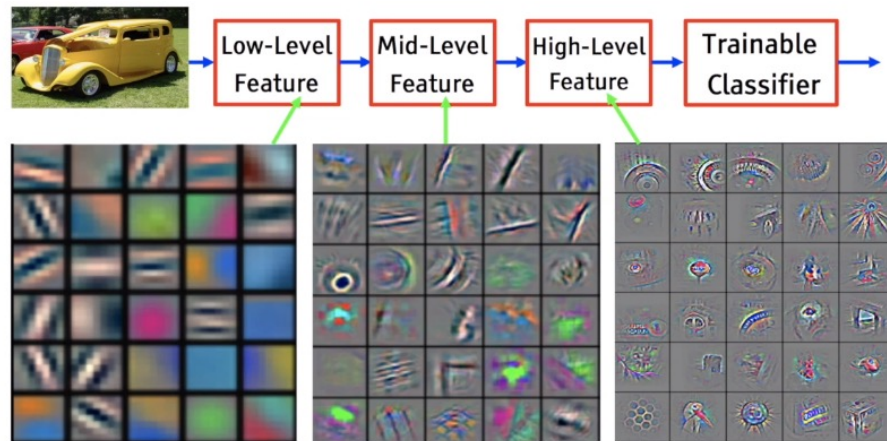 Low-Level
Feature
Mid-Level
Feature
High-Level
Feature
Trainable
Classifier